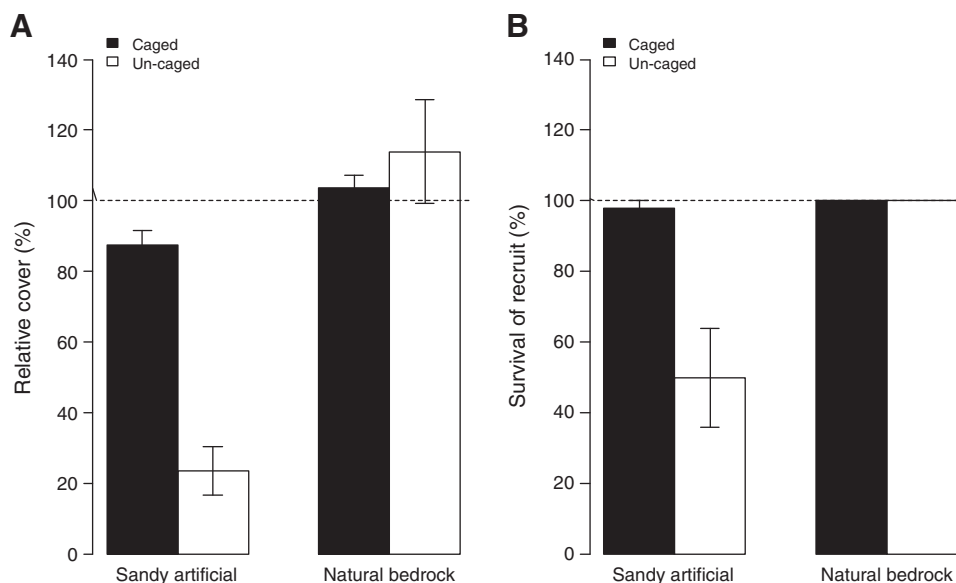 A
Caged
Un-caged
140
120
100
80
60
40
20
0
Relative cover (%)
Sandy artificial
Natural bedrock
B
Caged
Un-caged
140
120
100
80
60
40
20
0
Survival of recruit (%)
Sandy artificial
Natural bedrock